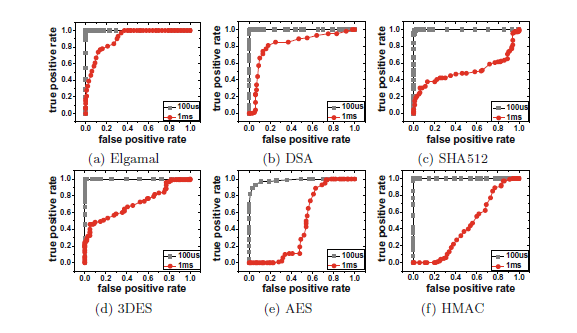 1.0 1.0 1.0
0.8 0.8 0.8
0.6 0.6 0.6
0.4 0.4 0.4
0.2 0.2 0.2
0.0 0.0 0.0
true positive rate true positive rate true positive rate
100us 100us 100us
1ms 1ms 1ms
0.0 0.2 0.4 0.6 0.8 1.0 0.0 0.2 0.4 0.6 0.8 1.0 0.0 0.2 0.4 0.6 0.8 1.0
false positive rate false positive rate false positive rate
(a) Elgamal (b) DSA (c) SHA512
1.0 1.0 1.0
0.8 0.8 0.8
0.6 0.6 0.6
0.4 0.4 0.4
0.2 0.2 0.2
0.0 0.0 0.0
true positive rate true positive rate true positive rate
100us 100us 100us
1ms 1ms 1ms
0.0 0.2 0.4 0.6 0.8 1.0 0.0 0.2 0.4 0.6 0.8 1.0 0.0 0.2 0.4 0.6 0.8 1.0
false positive rate false positive rate false positive rate
(d) 3DES (e) AES (f) HMAC